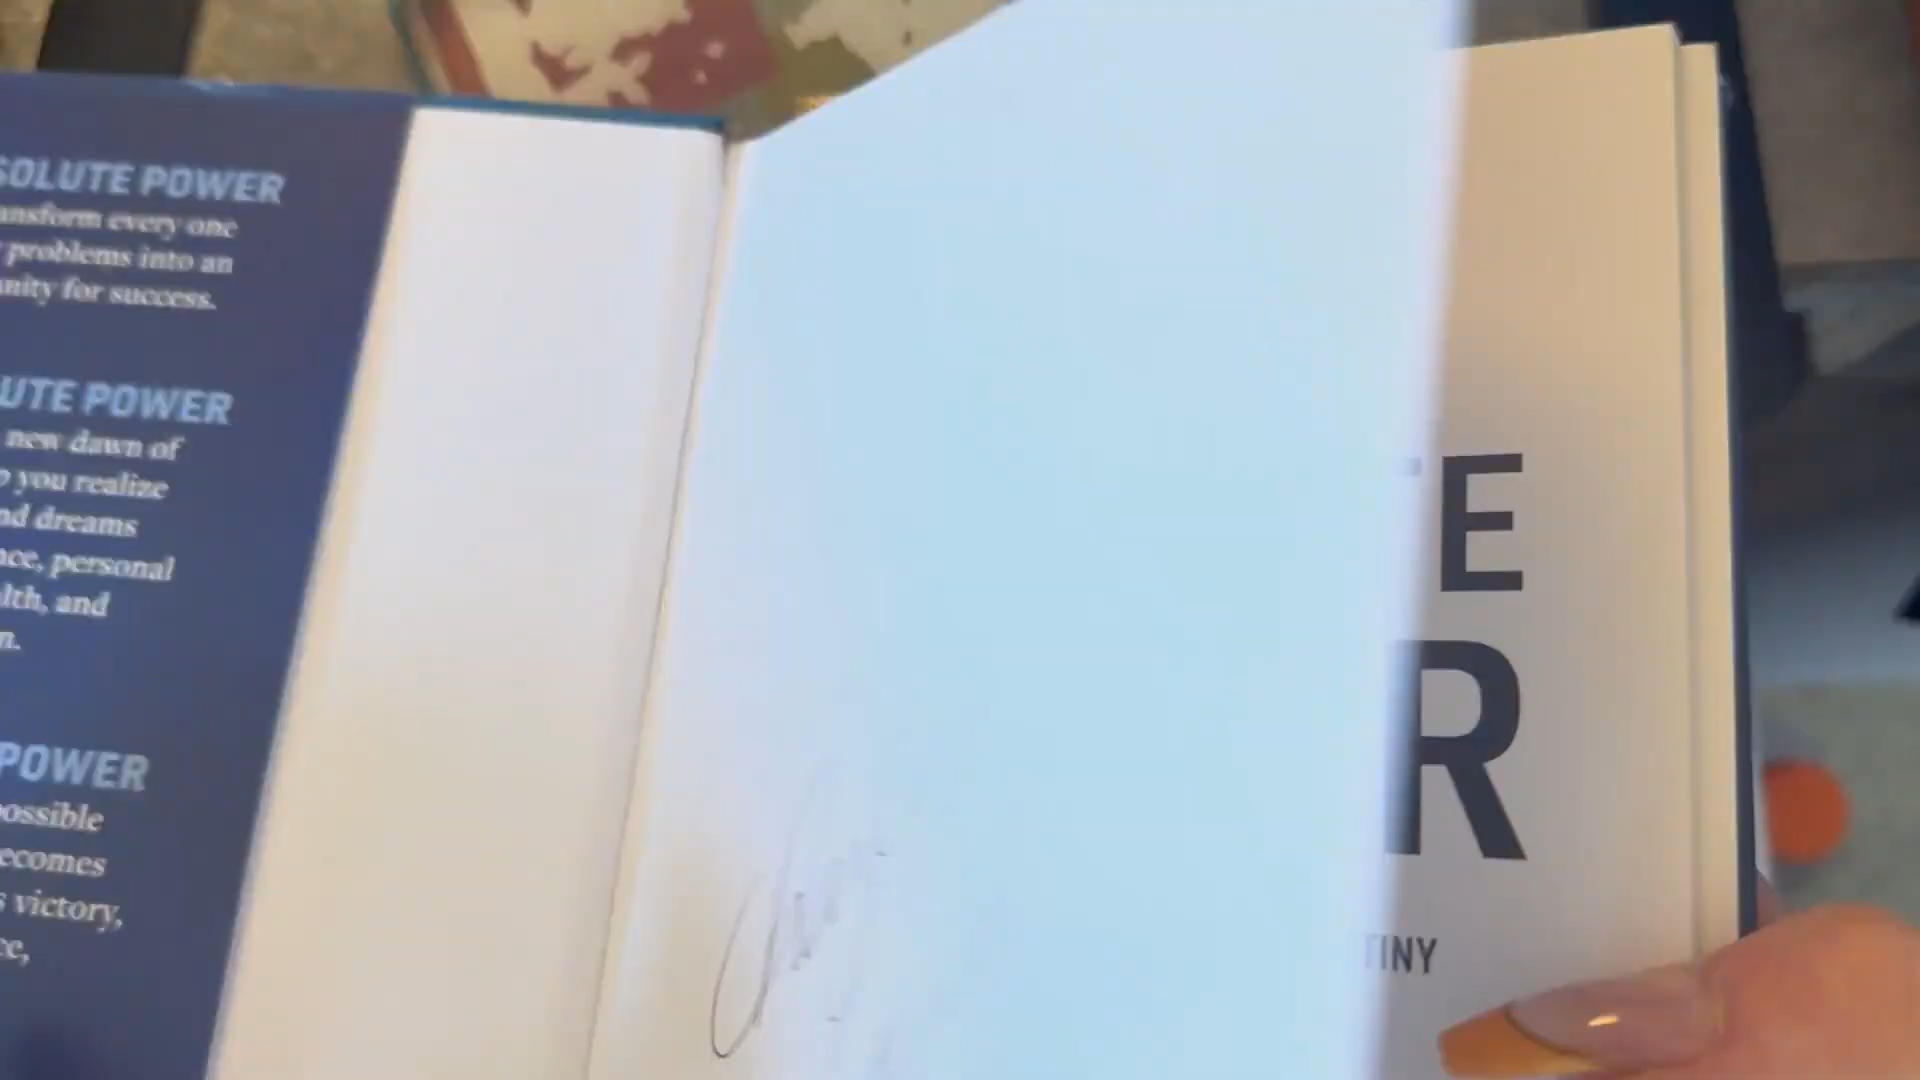 SOLUTE POWER
ansform every one
problems into an
unity for success.
UTE POWER
new dawn of
you realize
nd dreams
nce, personal
alth, and
n.
POWER
possible
ecomes
s victory,
ce,
TE
R
TINY